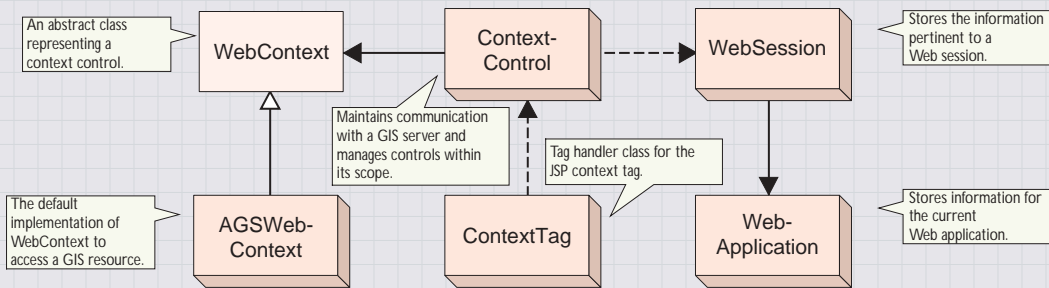 An abstract class
representing a
context control.
WebContext
Context-
Control
WebSession
Stores the information
pertinent to a
Web session.
Maintains communication
with a GIS server and
manages controls within
its scope.
Tag handler class for the
JSP context tag.
The default
implementation of
WebContext to
access a GIS resource.
AGSWeb-
Context
ContextTag
Web-
Application
Stores information for
the current
Web application.